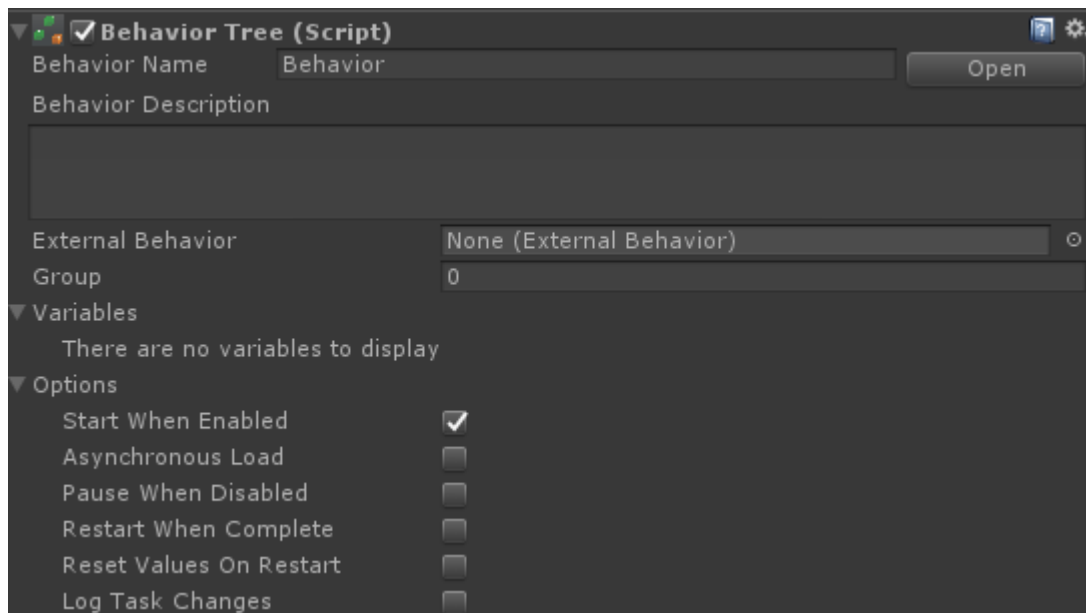 Behavior Tree (Script)
Behavior Name Behavior Open
Behavior Description
External Behavior None (External Behavior)
Group 0
Variables
There are no variables to display
Options
Start When Enabled
Asynchronous Load
Pause When Disabled
Restart When Complete
Reset Values On Restart
Log Task Changes